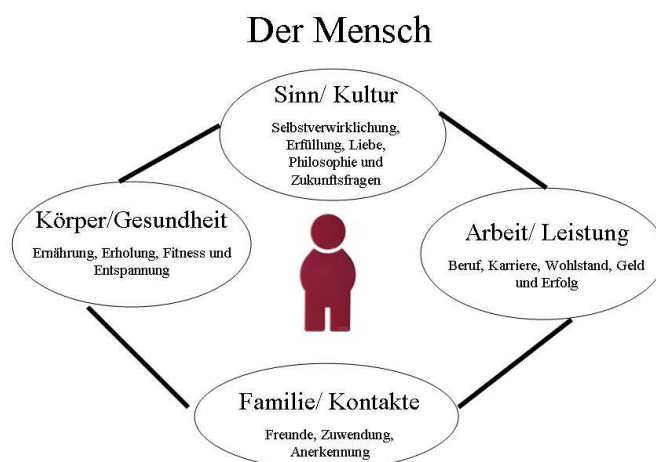 Der Mensch
Sinn/ Kultur
Selbstverwirklichung,
Erfüllung, Liebe,
Philosophie und
Zukunftsfragen
Körper/Gesundheit
Ernährung, Erholung, Fitness und
Entspannung
Arbeit/ Leistung
Beruf, Karriere, Wohlstand, Geld
und Erfolg
Familie/ Kontakte
Freunde, Zuwendung,
Anerkennung